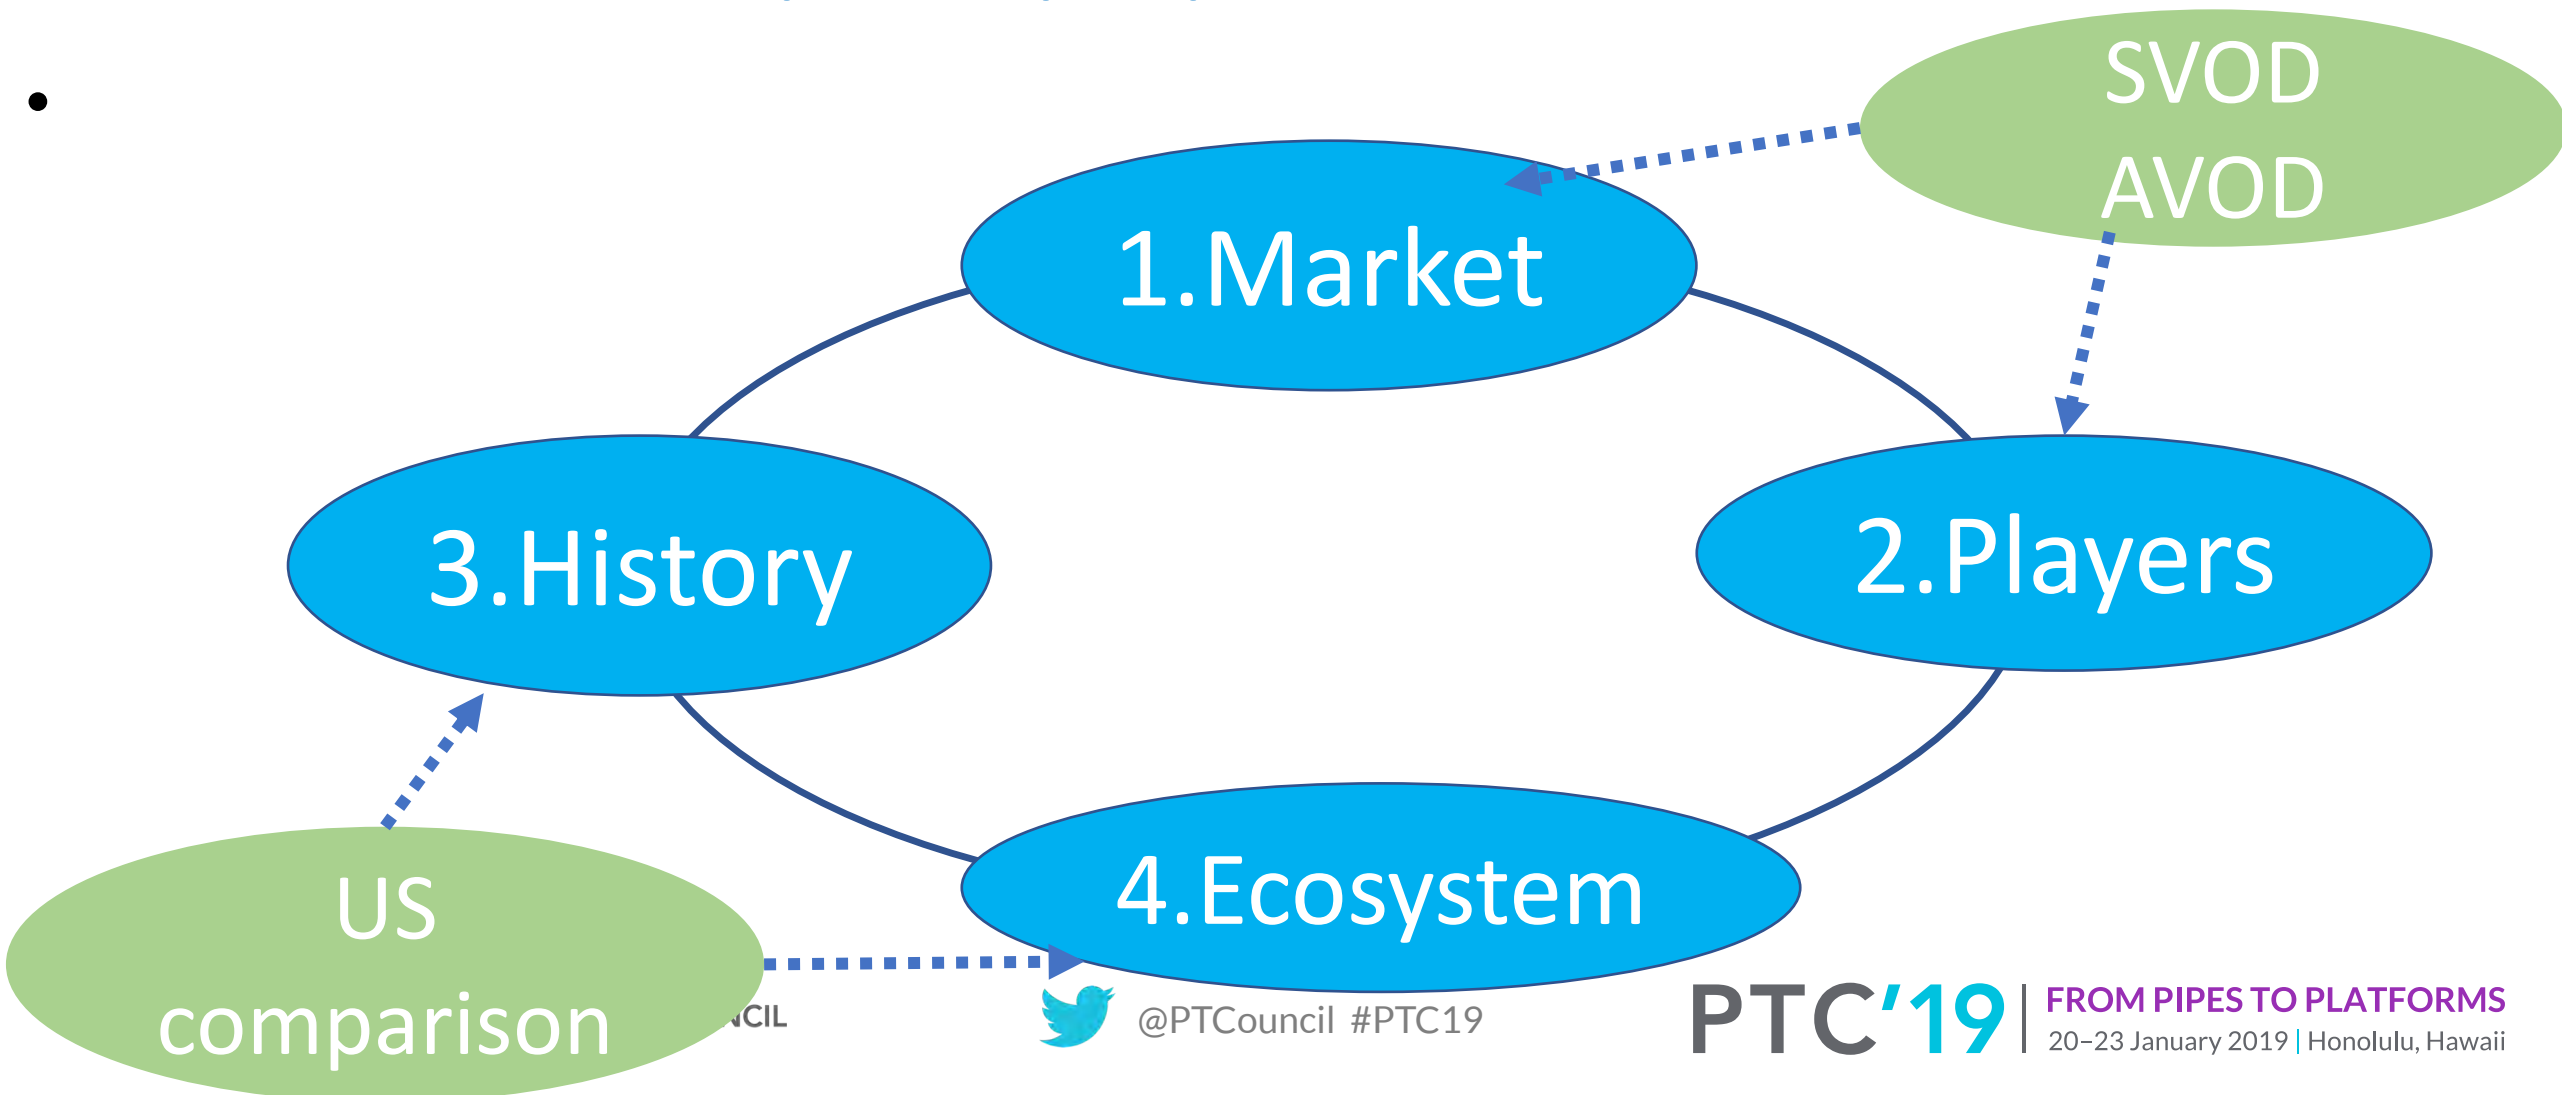 •
SVOD
AVOD
1.Market
3.History
2.Players
4.Ecosystem
US
comparison
@PTCouncil #PTC19
PTC'19
FROM PIPES TO PLATFORMS
20–23 January 2019 | Honolulu, Hawaii